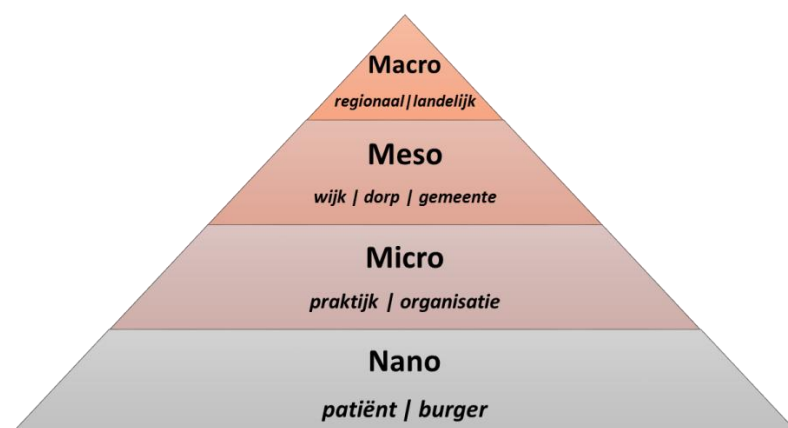 Macro
regionaal|landelijk
Meso
wijk | dorp | gemeente
Micro
praktijk | organisatie
Nano
patiënt | burger